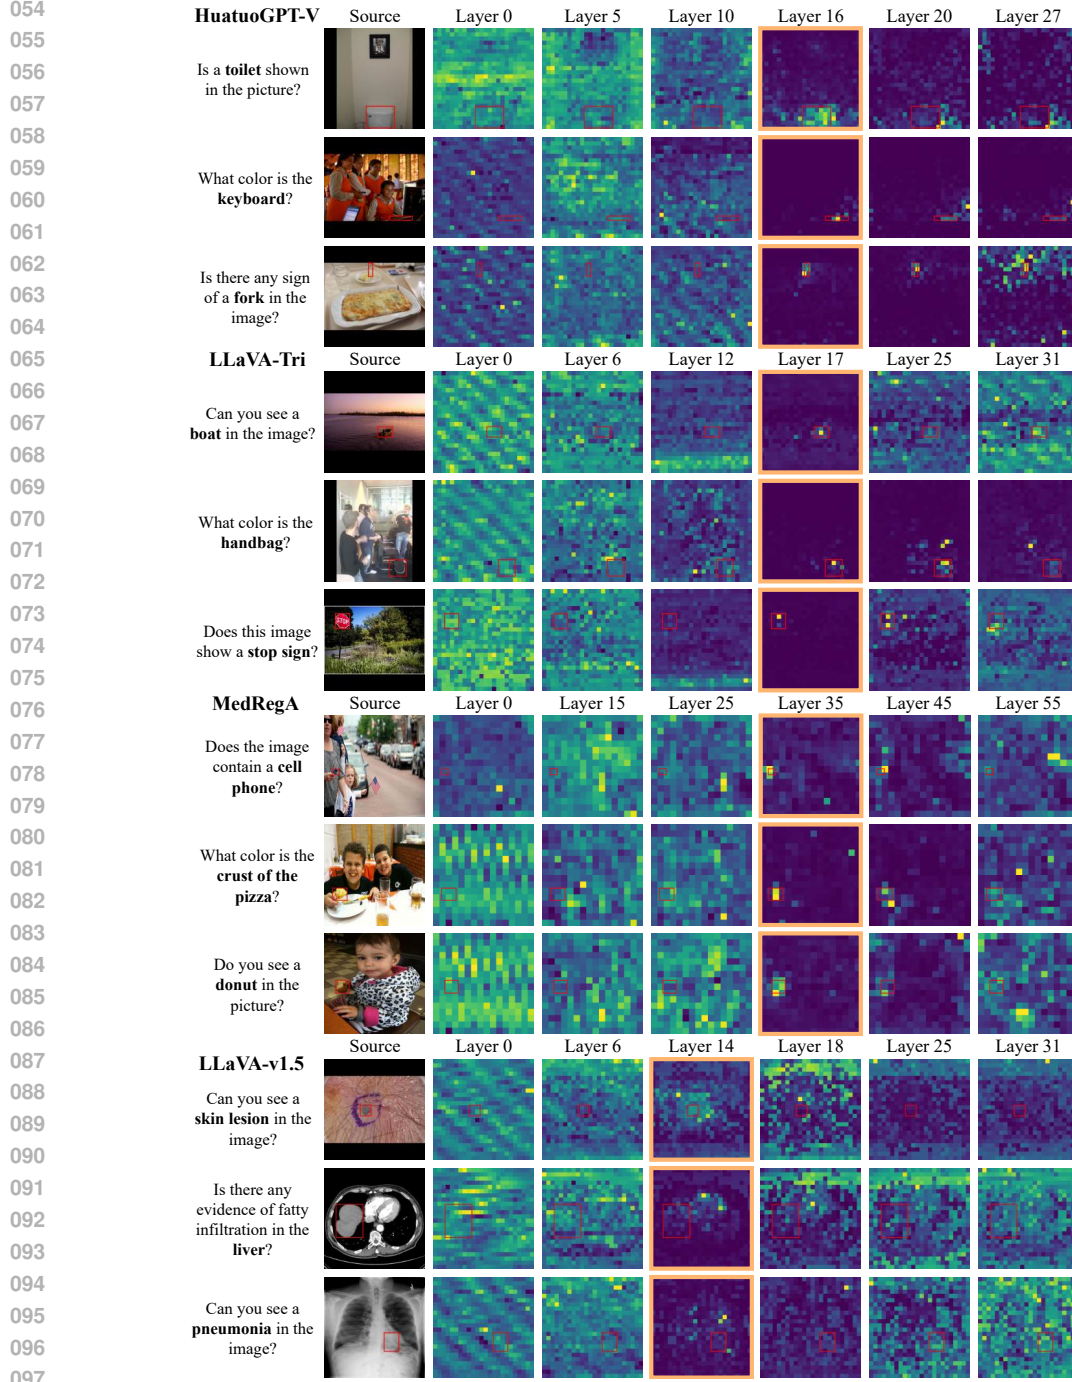 054
HuatuoGPT-V Source Layer 0 Layer 5 Layer 10 Layer 16 Layer 20 Layer 27
055
056
Is a toilet shown
in the picture?
057
058
059
What color is the
keyboard?
060
061
062
Is there any sign
of a fork in the
image?
063
064
065
LLaVA-Tri Source Layer 0 Layer 6 Layer 12 Layer 17 Layer 25 Layer 31
066
067
Can you see a
boat in the image?
068
069
070
What color is the
handbag?
071
072
073
Does this image
show a stop sign?
STOP
074
075
076
MedRegA Source Layer 0 Layer 15 Layer 25 Layer 35 Layer 45 Layer 55
077
Does the image
contain a cell
phone?
078
079
080
What color is the
crust of the
pizza?
081
082
083
Do you see a
donut in the
picture?
084
085
086
087
LLaVA-v1.5 Source Layer 0 Layer 6 Layer 14 Layer 18 Layer 25 Layer 31
088
Can you see a
skin lesion in the
image?
089
090
091
Is there any
evidence of fatty
infiltration in the
liver?
092
093
094
095
Can you see a
pneumonia in the
image?
096
097